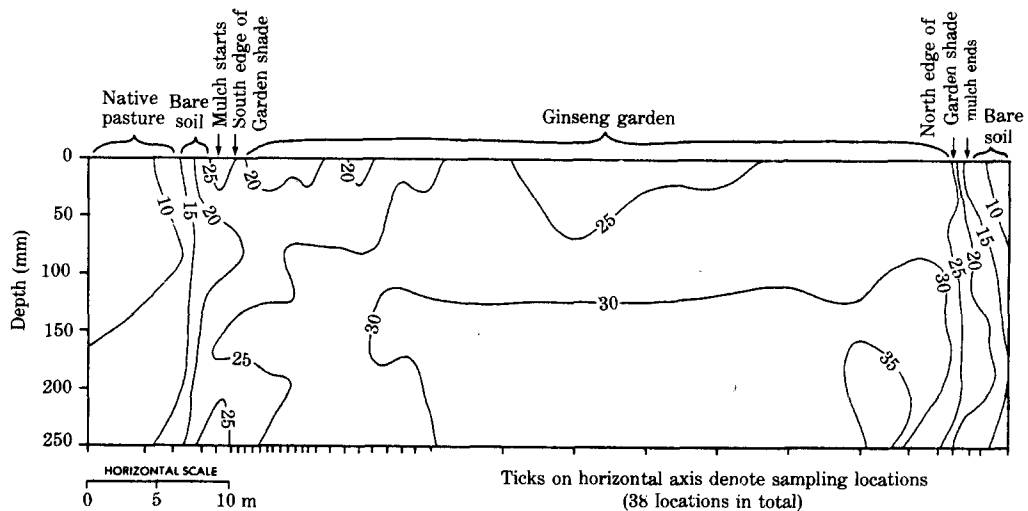 Native
pasture
Bare
soil
Mulch starts
South edge of
Garden shade
Ginseng garden
North edge of
Garden shade
mulch ends
Bare
soil
Depth (mm)
0
50
100
150
200
250
10
15
20
25
20
20
25
25
25
30
30
35
30
25
20
15
10
HORIZONTAL SCALE
0 5 10 m
Ticks on horizontal axis denote sampling locations
(38 locations in total)